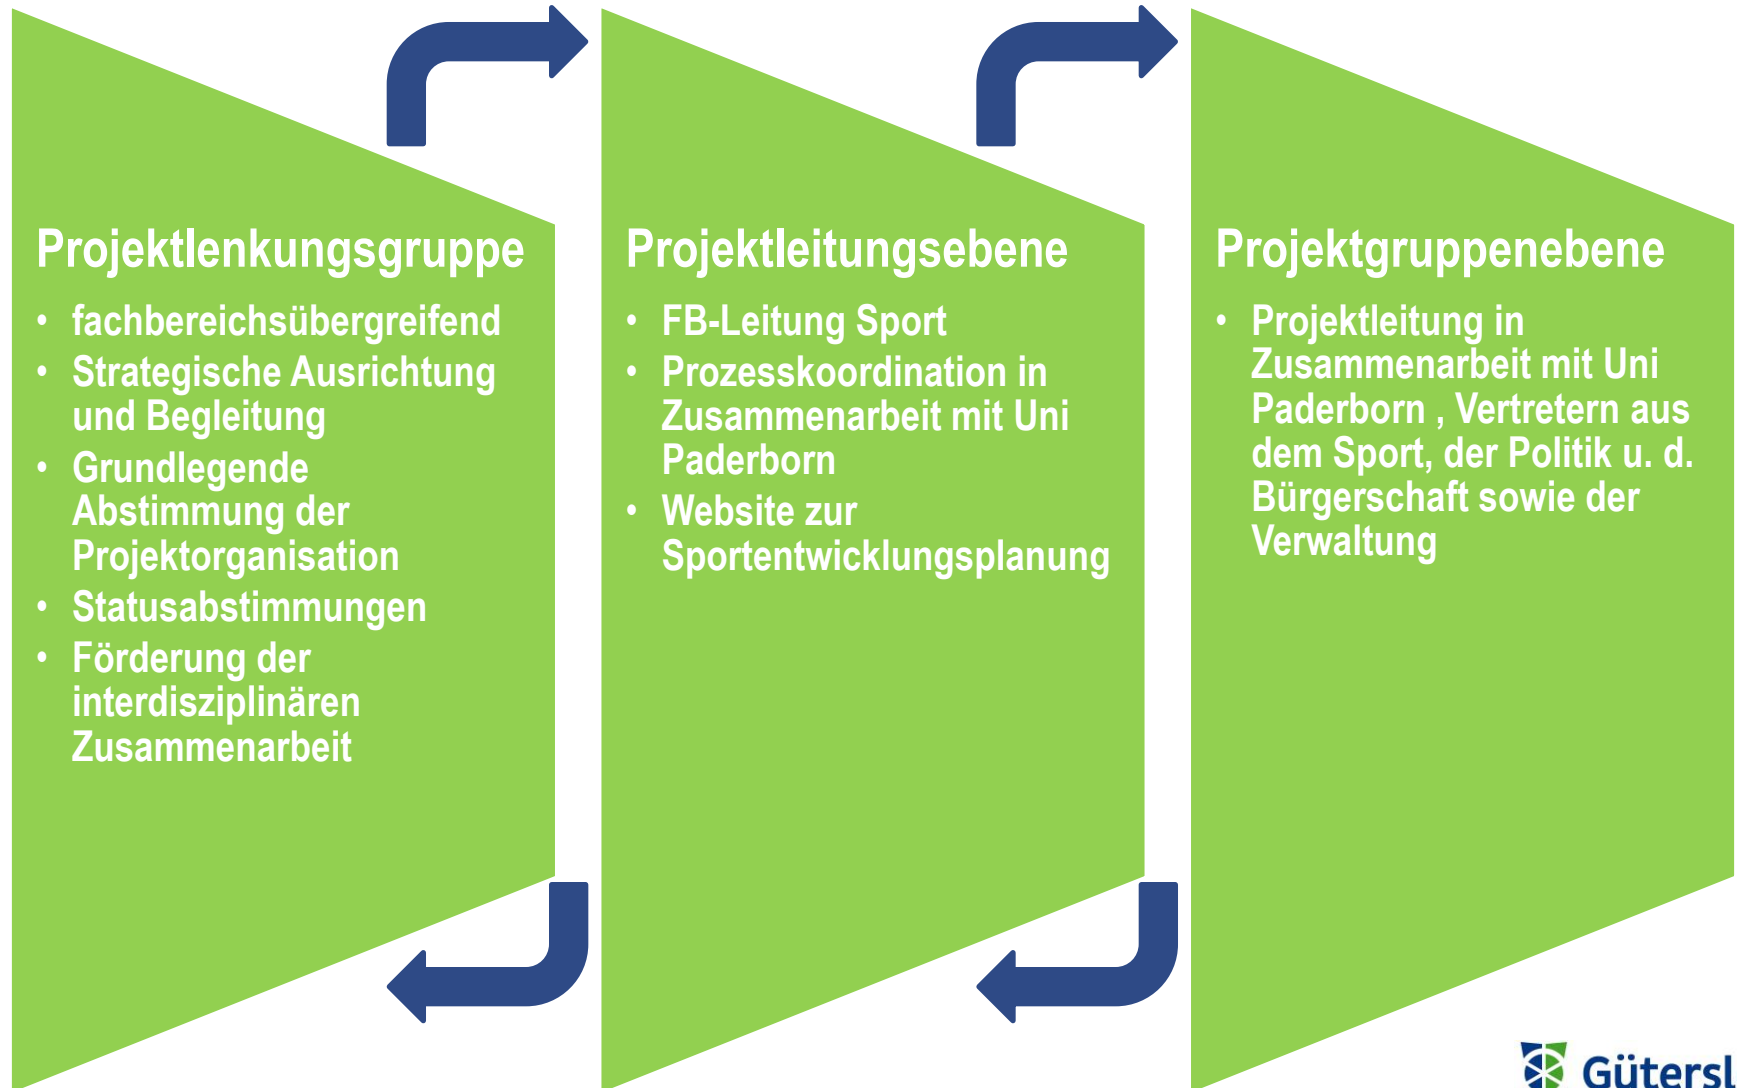 Projektlenkungsgruppe
• fachbereichsübergreifend
• Strategische Ausrichtung
und Begleitung
• Grundlegende
Abstimmung der
Projektorganisation
• Statusabstimmungen
• Förderung der
interdisziplinären
Zusammenarbeit
Projektleitungsebene
• FB-Leitung Sport
• Prozesskoordination in
Zusammenarbeit mit Uni
Paderborn
• Website zur
Sportentwicklungsplanung
Projektgruppenebene
• Projektleitung in
Zusammenarbeit mit Uni
Paderborn , Vertretern aus
dem Sport, der Politik u. d.
Bürgerschaft sowie der
Verwaltung
Gütersl